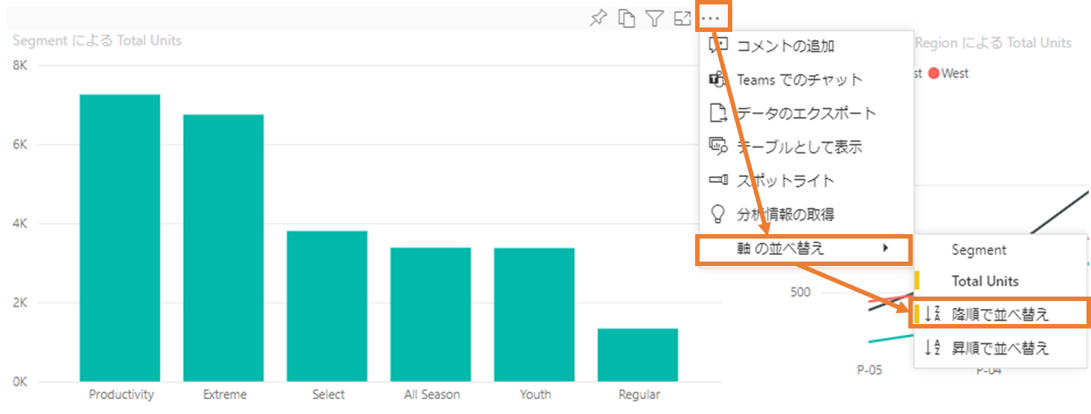 Segment による Total Units
8K
6K
4K
2K
0K
Productivity
Extreme
Select
All Season
Youth
Regular
コメントの追加
Teams でのチャット
データのエクスポート
テーブルとして表示
スポットライト
分析情報の取得
軸 の並べ替え
Segment
Total Units
降順で並べ替え
昇順で並べ替え
Region による Total Units
st West
500
P-05
P-04